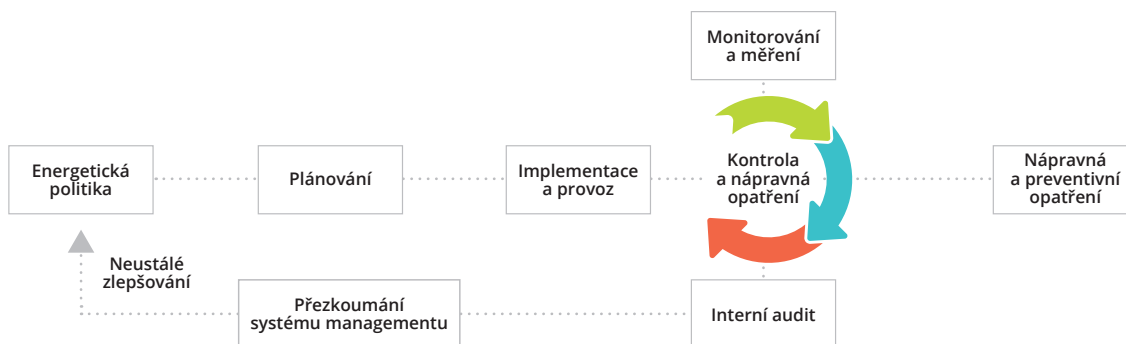 Monitorování
a měření
Energetická
politika
Plánování
Implementace
a provoz
Kontrola
a nápravná
opatření
Nápravná
a preventivní
opatření
Neustálé
zlepšování
Přezkoumání
systému managementu
Interní audit